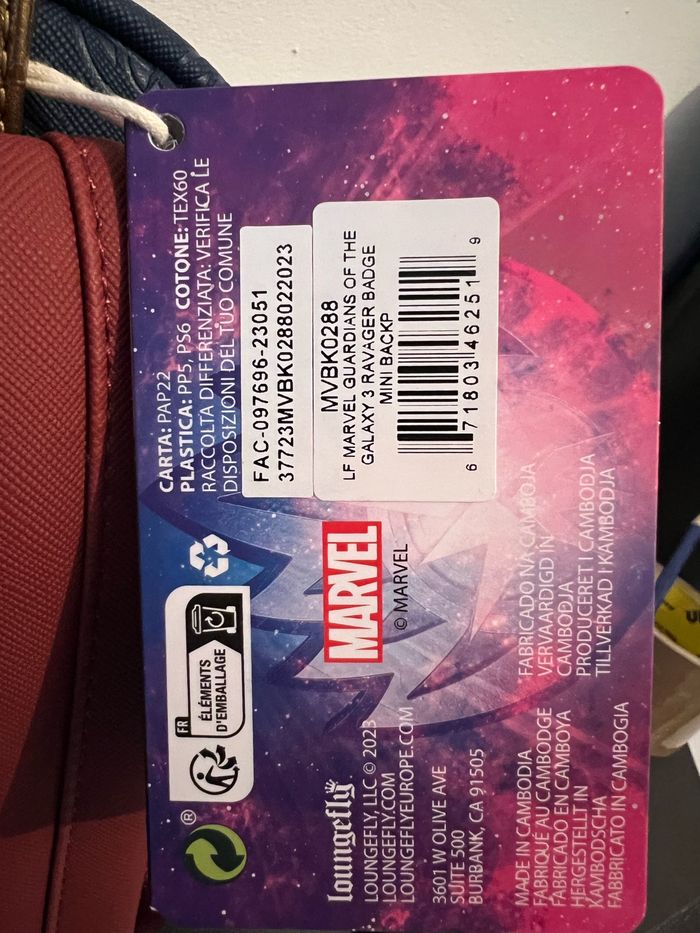 CARTA: PAP22
PLASTICA: PP5, PS6 COTONE: TEX60
RACCOLTA DIFFERENZIATA: VERIFICA LE
DISPOSIZIONI DEL TUO COMUNE
®
FR
ÉLÉMENTS
D'EMBALLAGE
FAC-097696-23051
37723MVBK0288022023
MVBK0288
LF MARVEL GUARDIANS OF THE
GALAXY 3 RAVAGER BADGE
MINI BACKP
6 71803 46251 9
MARVEL
© MARVEL
loungefly
LOUNGEFLY, LLC © 2023
LOUNGEFLY.COM
LOUNGEFLYEUROPE.COM
3601 W OLIVE AVE
SUITE 500
BURBANK, CA 91505
MADE IN CAMBODIA
FABRIQUÉ AU CAMBODGE
FABRICADO EN CAMBOYA
HERGESTELLT IN
KAMBODSCHA
FABBRICATO IN CAMBOGIA
FABRICADO NA CAMBOJA
VERVAARDIGD IN
CAMBODJA
PRODUCERET I CAMBODJA
TILLVERKAD I KAMBODJA